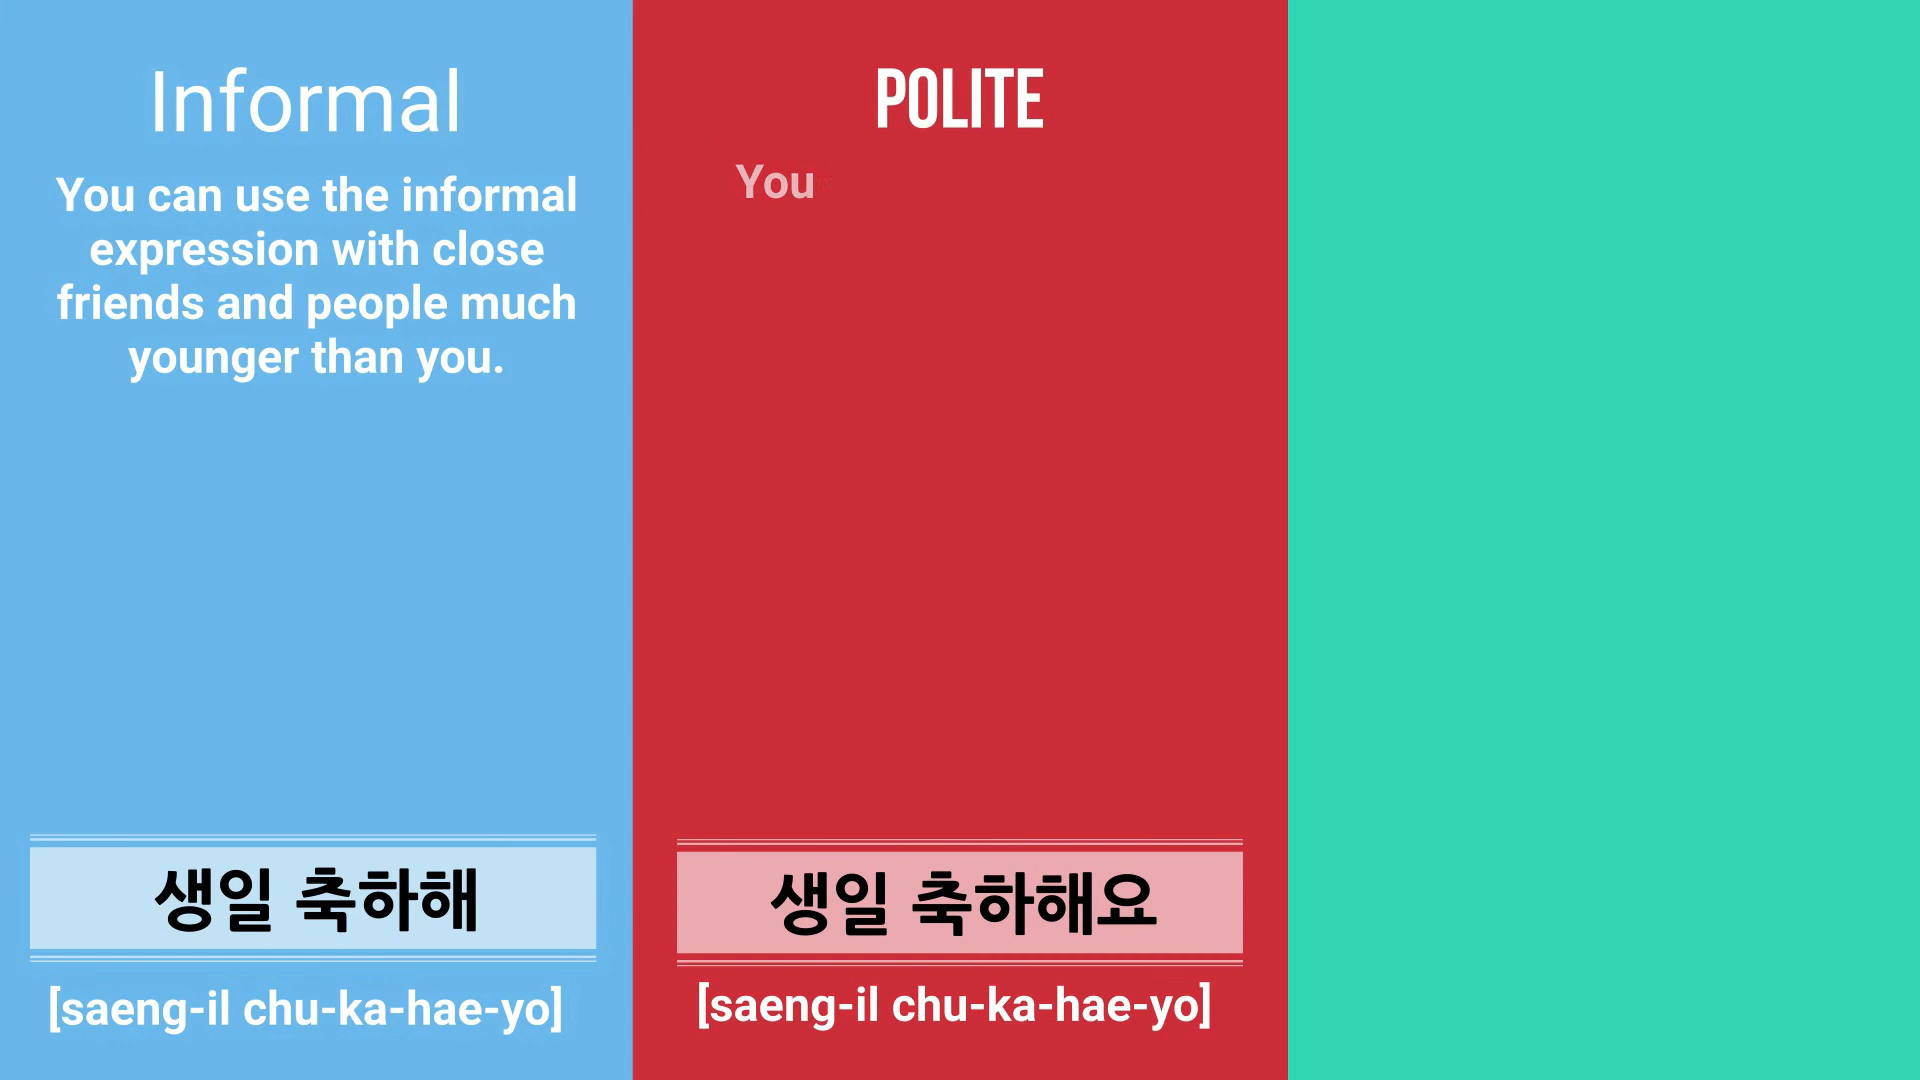 Informal
You can use the informal
expression with close
friends and people much
younger than you.
생일 축하해
[saeng-il chu-ka-hae-yo]
POLITE
You
생일 축하해요
[saeng-il chu-ka-hae-yo]